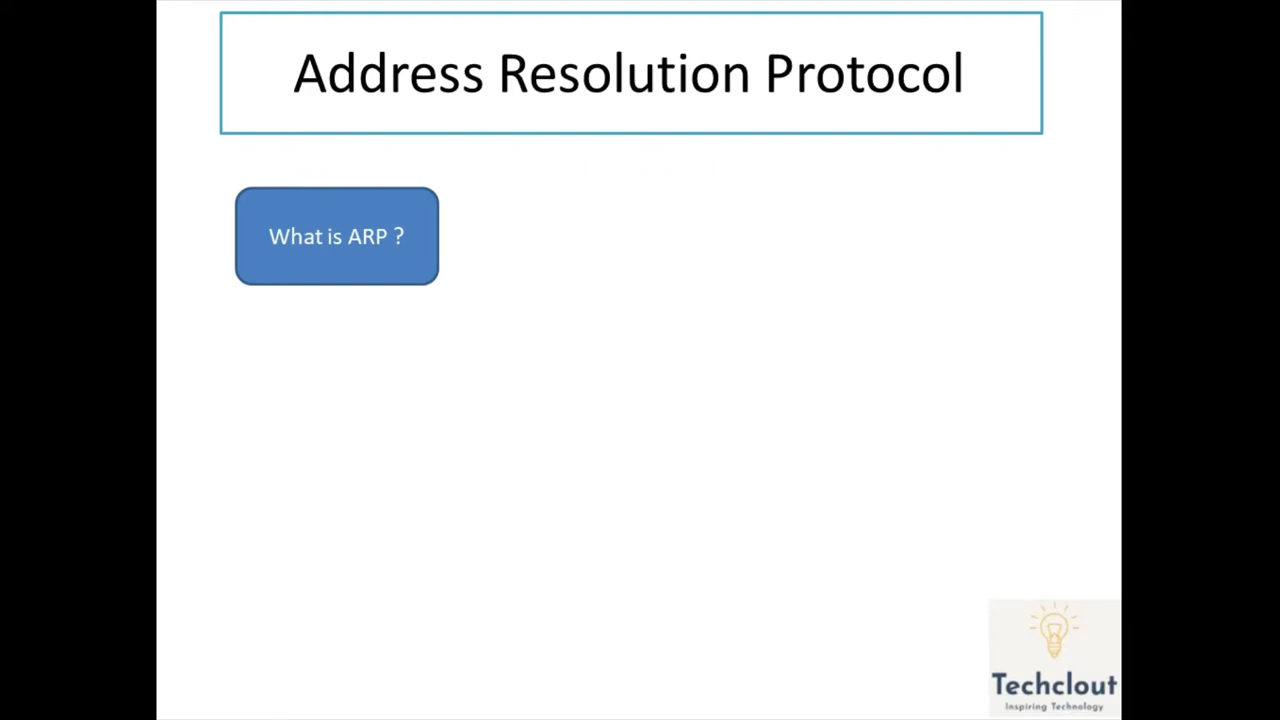 Address Resolution Protocol
What is ARP ?
Techclout
Inspiring Technology